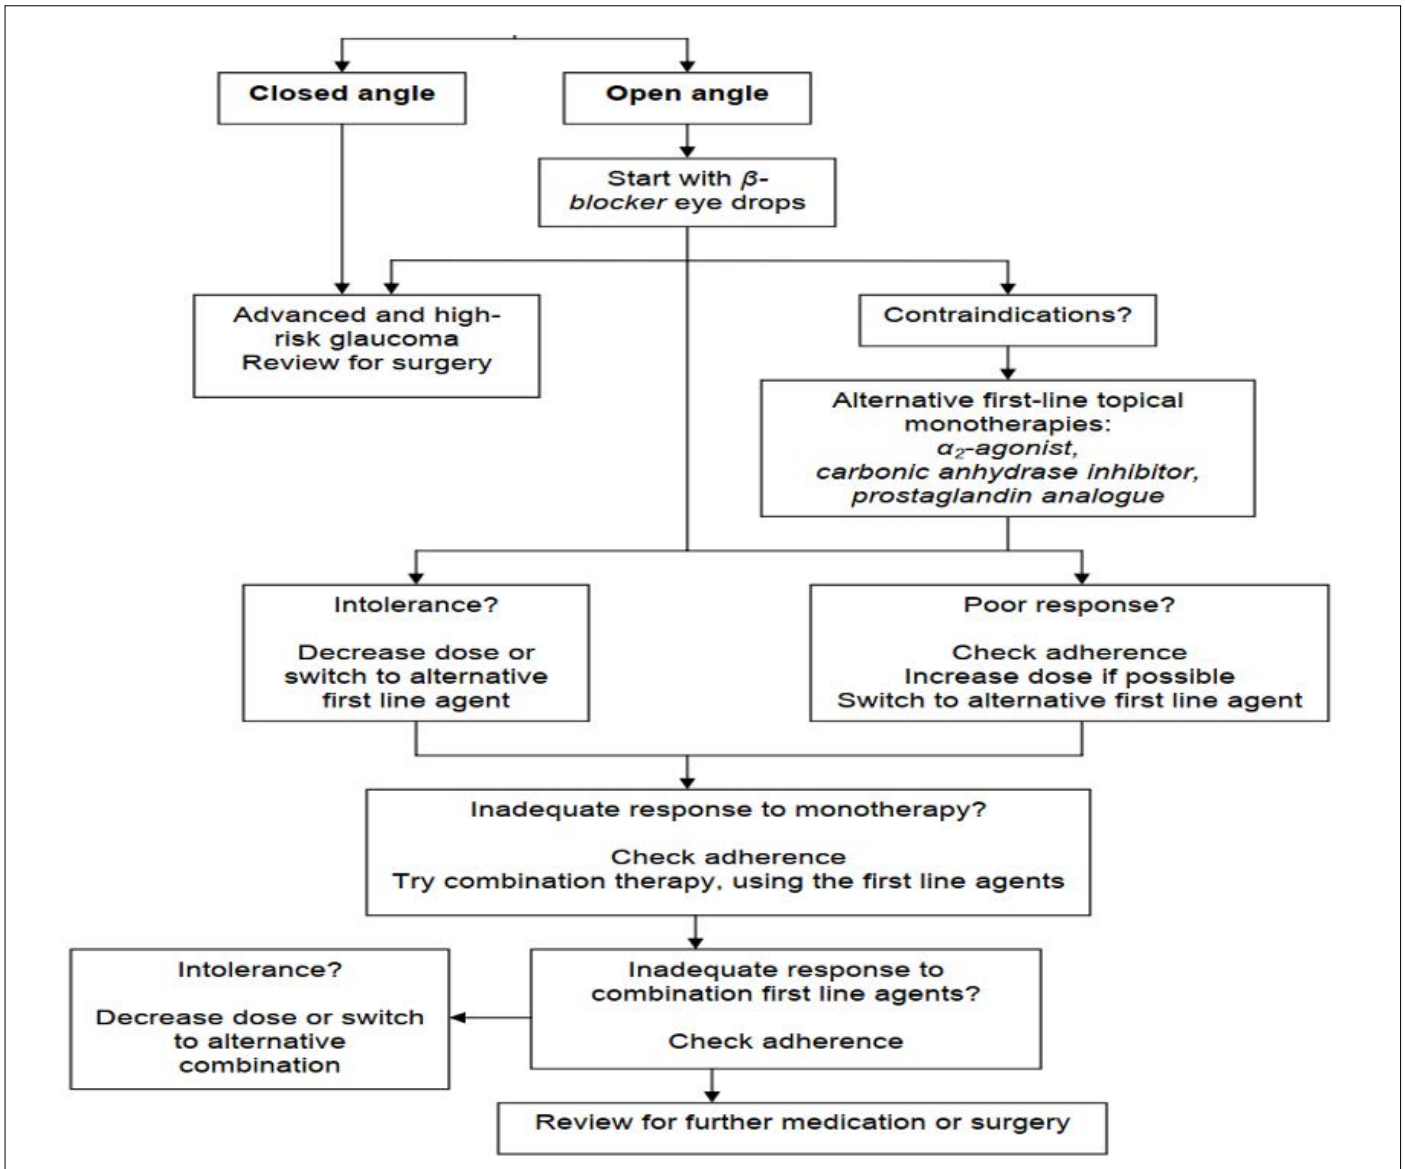 Closed angle
Open angle
Start with β-
blocker eye drops
Advanced and high-
risk glaucoma
Review for surgery
Contraindications?
Alternative first-line topical
monotherapies:
α₂-agonist,
carbonic anhydrase inhibitor,
prostaglandin analogue
Intolerance?
Decrease dose or
switch to alternative
first line agent
Poor response?
Check adherence
Increase dose if possible
Switch to alternative first line agent
Inadequate response to monotherapy?
Check adherence
Try combination therapy, using the first line agents
Intolerance?
Decrease dose or switch
to alternative
combination
Inadequate response to
combination first line agents?
Check adherence
Review for further medication or surgery